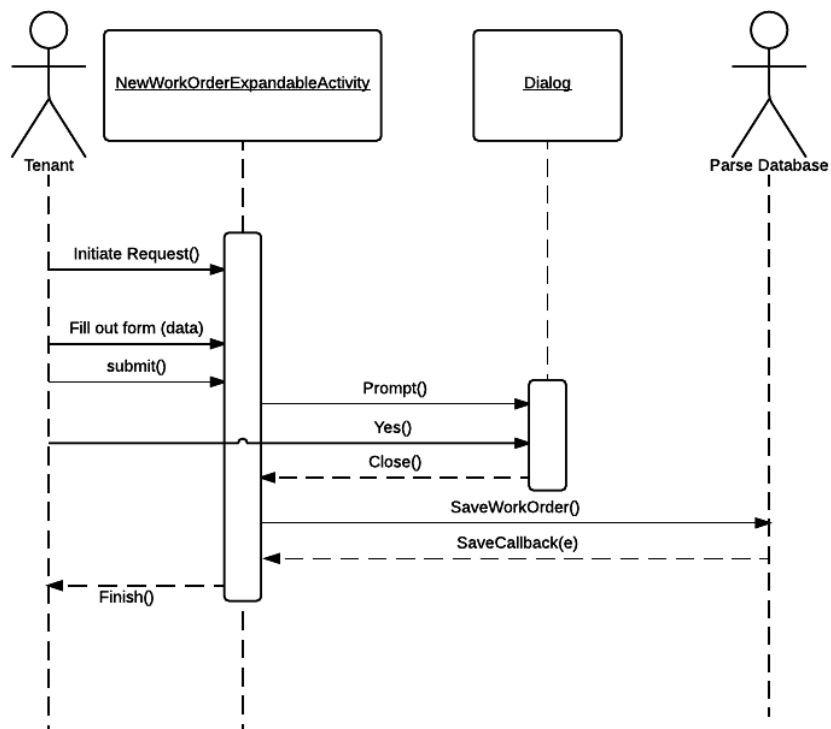 NewWorkOrderExpandableActivity
Dialog
Tenant
Parse Database
Initiate Request()
Fill out form (data)
submit()
Prompt()
Yes()
Close()
SaveWorkOrder()
SaveCallback(e)
Finish()